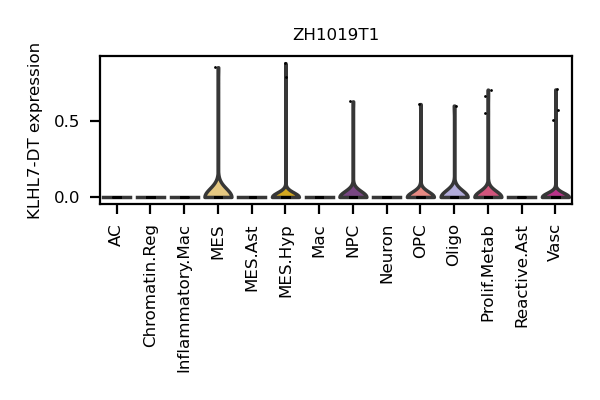 ZH1019T1
KLHL7-DT expression
0.5
0.0
AC
Chromatin.Reg
Inflammatory.Mac
MES
MES.Ast
MES.Hyp
Mac
NPC
Neuron
OPC
Oligo
Prolif.Metab
Reactive.Ast
Vasc